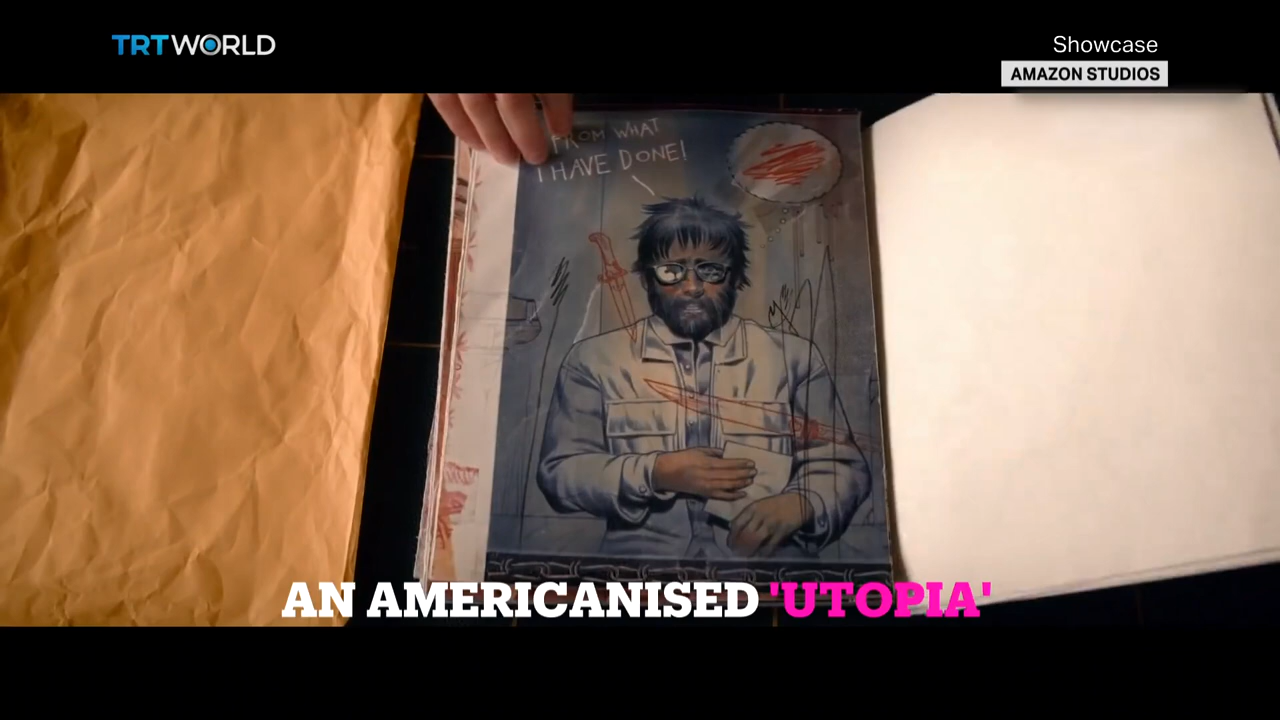 TRTWORLD
Showcase
AMAZON STUDIOS
FROM WHAT
I HAVE DONE!
AN AMERICANISED 'UTOPIA'